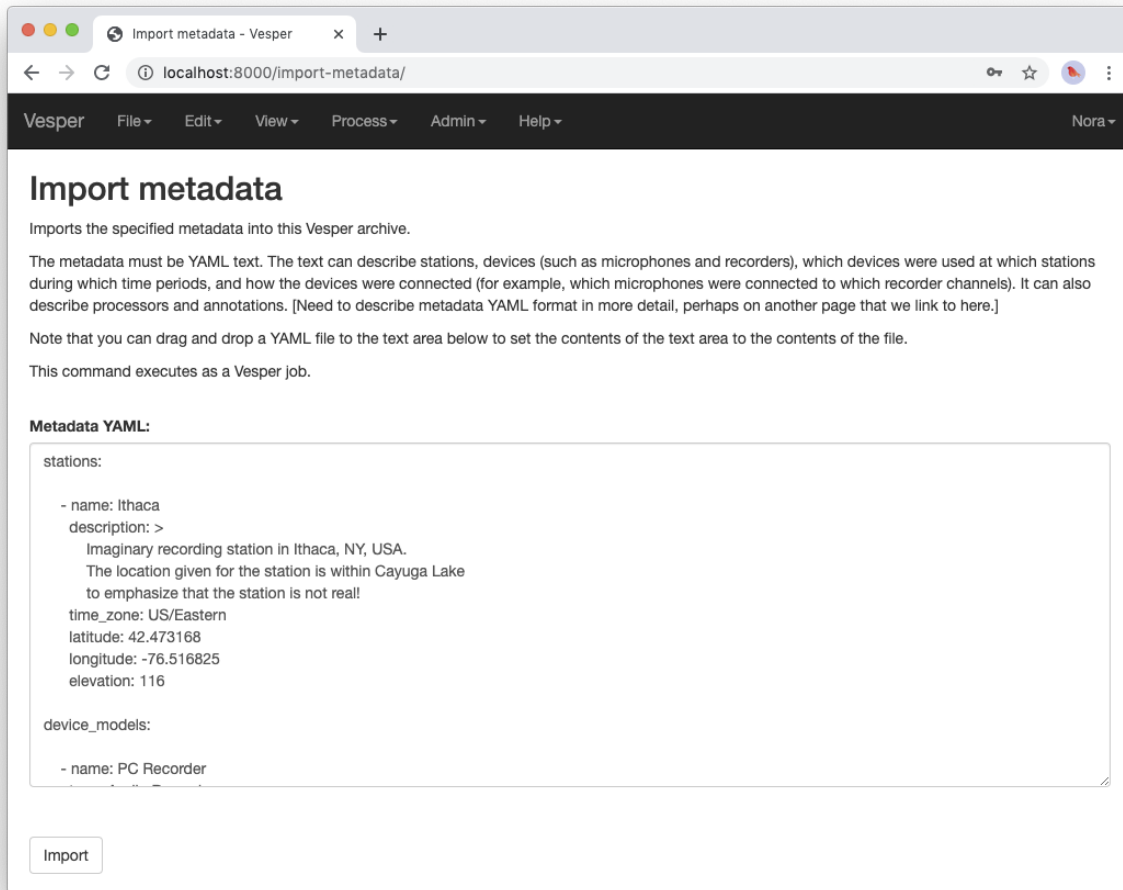 Import metadata - Vesper
localhost:8000/import-metadata/
Vesper File Edit View Process Admin Help Nora
Import metadata
Imports the specified metadata into this Vesper archive.
The metadata must be YAML text. The text can describe stations, devices (such as microphones and recorders), which devices were used at which stations
during which time periods, and how the devices were connected (for example, which microphones were connected to which recorder channels). It can also
describe processors and annotations. [Need to describe metadata YAML format in more detail, perhaps on another page that we link to here.]
Note that you can drag and drop a YAML file to the text area below to set the contents of the text area to the contents of the file.
This command executes as a Vesper job.
Metadata YAML:
stations:
- name: Ithaca
description: >
Imaginary recording station in Ithaca, NY, USA.
The location given for the station is within Cayuga Lake
to emphasize that the station is not real!
time_zone: US/Eastern
latitude: 42.473168
longitude: -76.516825
elevation: 116
device_models:
- name: PC Recorder
Import